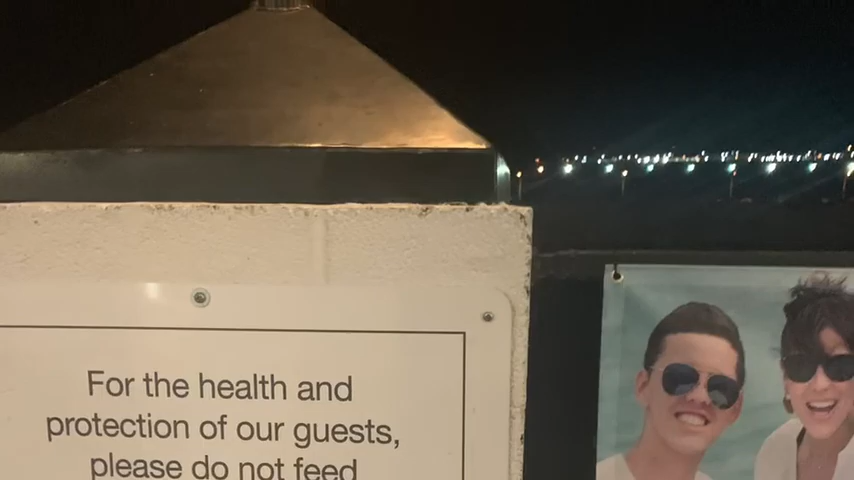 For the health and
protection of our guests,
please do not feed